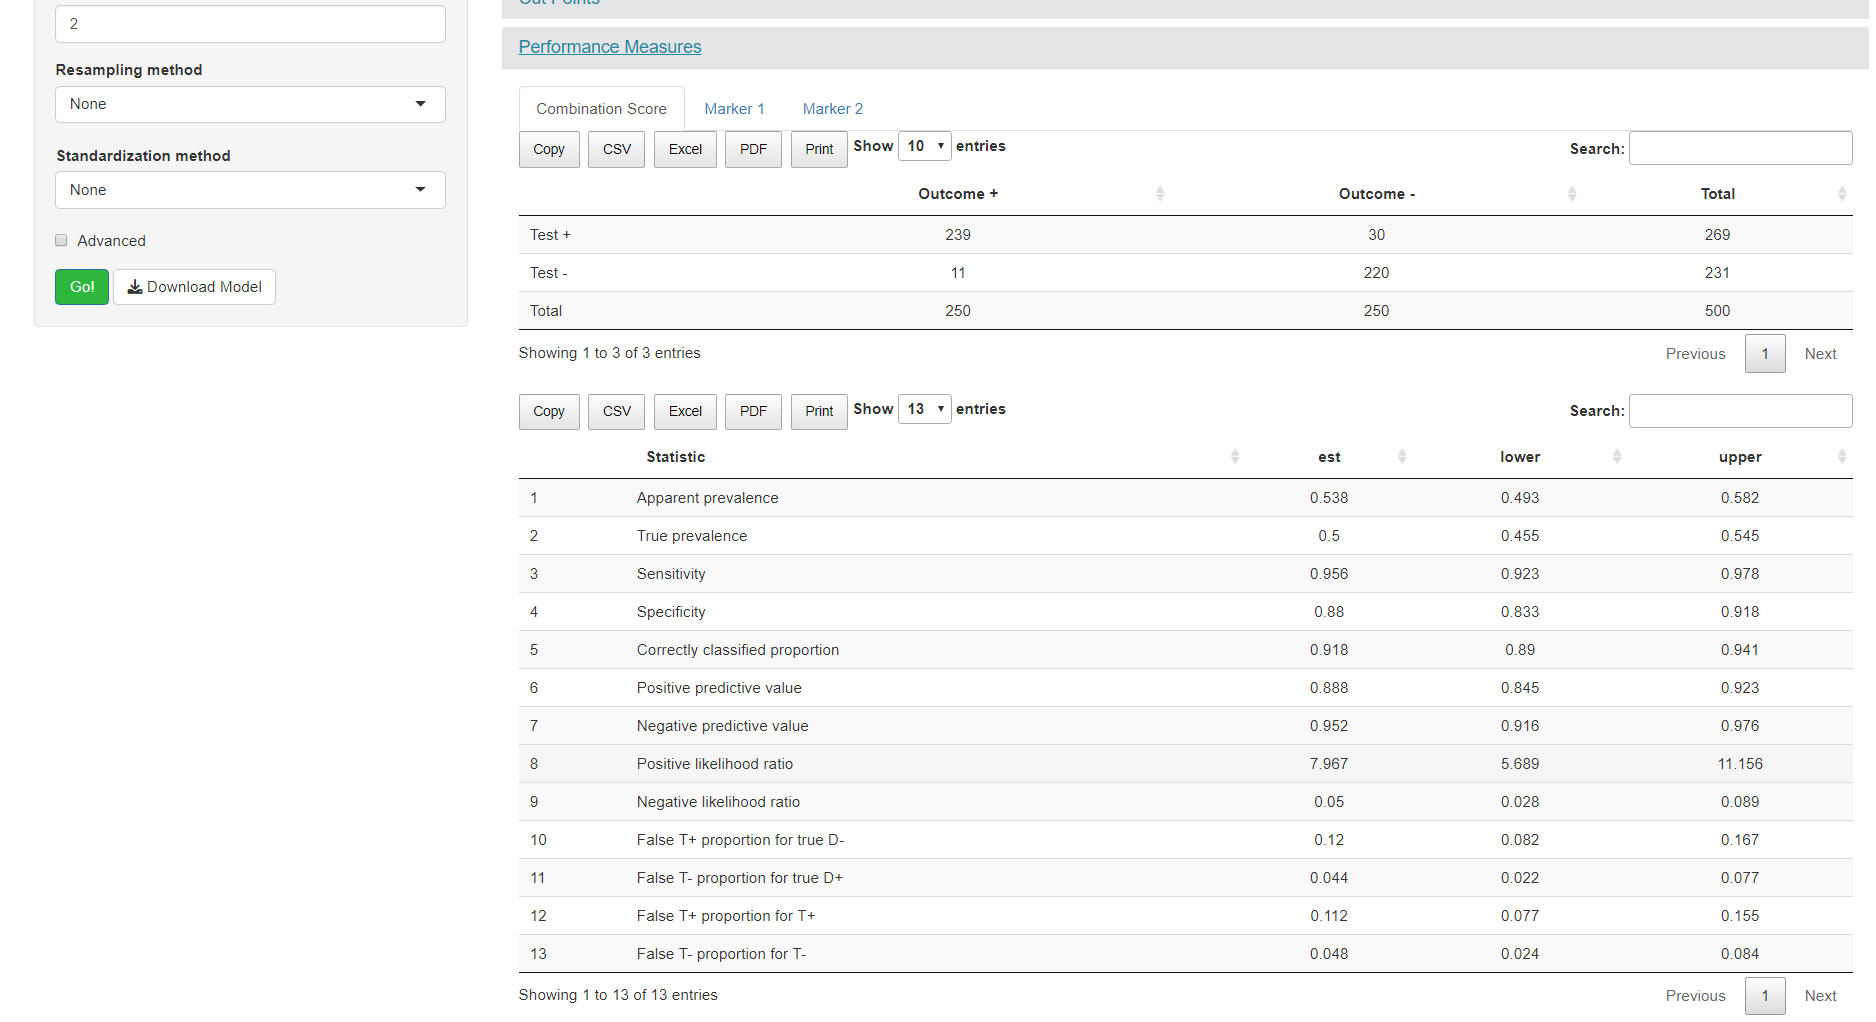 2
Resampling method
None
Standardization method
None
Advanced
Go! Download Model
Cut Points
Performance Measures
Combination Score Marker 1 Marker 2
Copy CSV Excel PDF Print Show 10 entries Search:
Outcome + Outcome - Total
Test + 239 30 269
Test - 11 220 231
Total 250 250 500
Showing 1 to 3 of 3 entries Previous 1 Next
Copy CSV Excel PDF Print Show 13 entries Search:
Statistic est lower upper
1 Apparent prevalence 0.538 0.493 0.582
2 True prevalence 0.5 0.455 0.545
3 Sensitivity 0.956 0.923 0.978
4 Specificity 0.88 0.833 0.918
5 Correctly classified proportion 0.918 0.89 0.941
6 Positive predictive value 0.888 0.845 0.923
7 Negative predictive value 0.952 0.916 0.976
8 Positive likelihood ratio 7.967 5.689 11.156
9 Negative likelihood ratio 0.05 0.028 0.089
10 False T+ proportion for true D- 0.12 0.082 0.167
11 False T- proportion for true D+ 0.044 0.022 0.077
12 False T+ proportion for T+ 0.112 0.077 0.155
13 False T- proportion for T- 0.048 0.024 0.084
Showing 1 to 13 of 13 entries Previous 1 Next